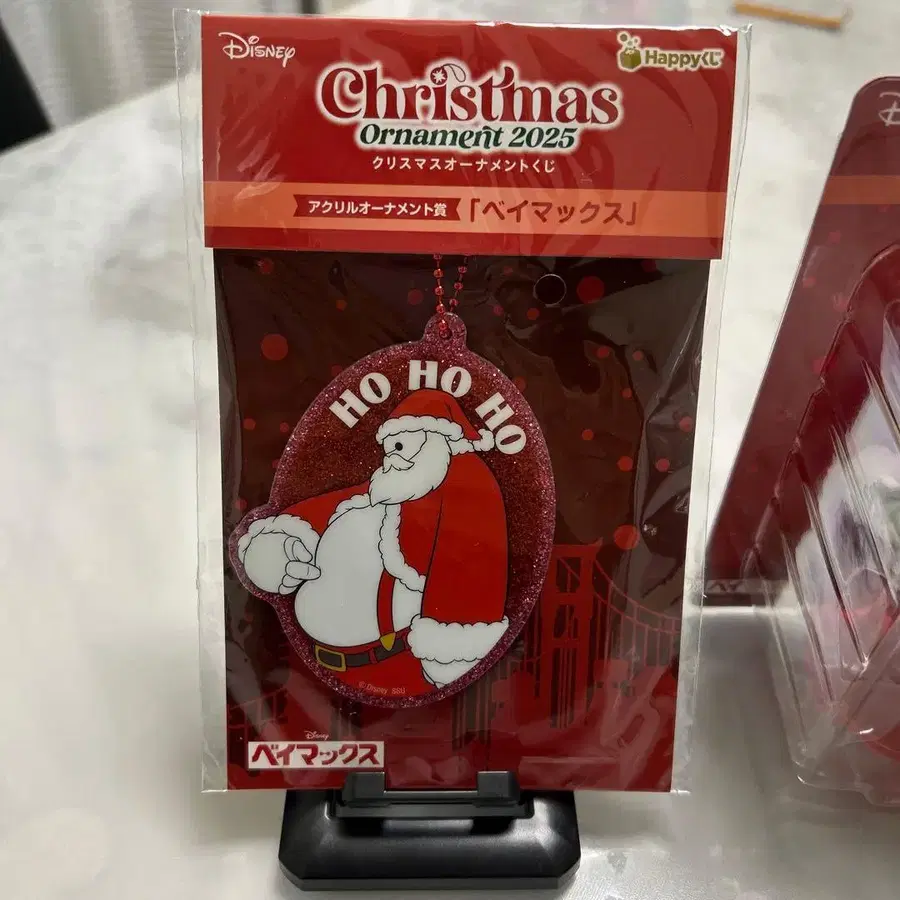 Disney
Happyくじ
Christmas
Ornament 2025
クリスマスオーナメントくじ
アクリルオーナメント賞
「ベイマックス」
HO HO HO
© Disney
Disney
ベイマックス